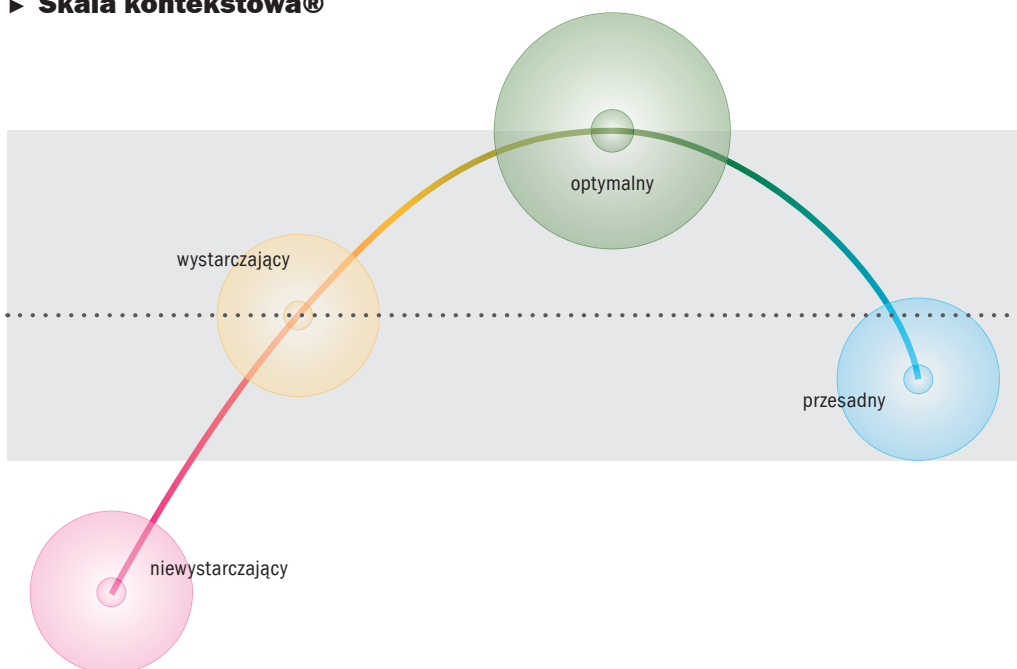 ► Skala kontekstowa®
optymalny
wystarczający
przesadny
niewystarczający